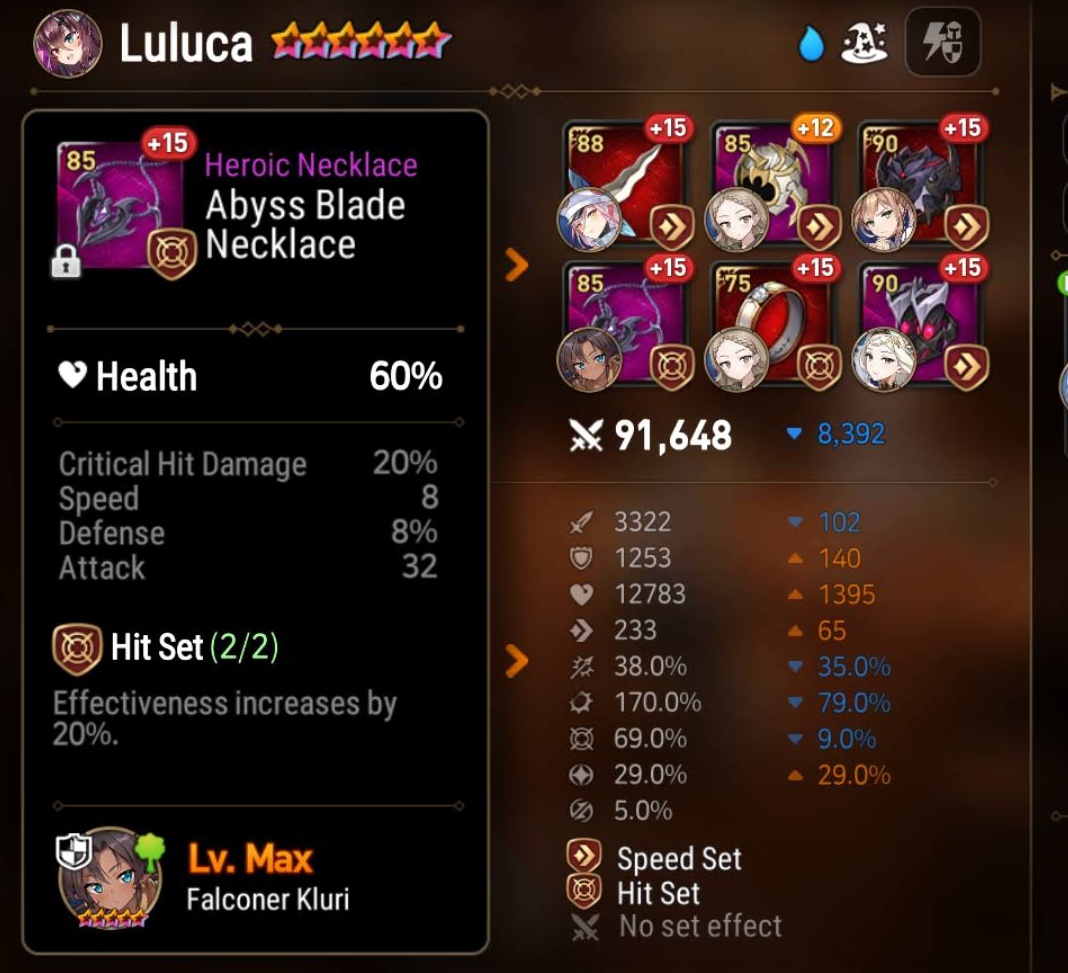 Luluca
+15
85
Heroic Necklace
Abyss Blade
Necklace
Health 60%
Critical Hit Damage 20%
Speed 8
Defense 8%
Attack 32
Hit Set (2/2)
Effectiveness increases by
20%.
Lv. Max
Falconer Kluri
88 +15 85 +12 90 +15
85 +15 75 +15 90 +15
91,648 8,392
3322 102
1253 140
12783 1395
233 65
38.0% 35.0%
170.0% 79.0%
69.0% 9.0%
29.0% 29.0%
5.0%
Speed Set
Hit Set
No set effect